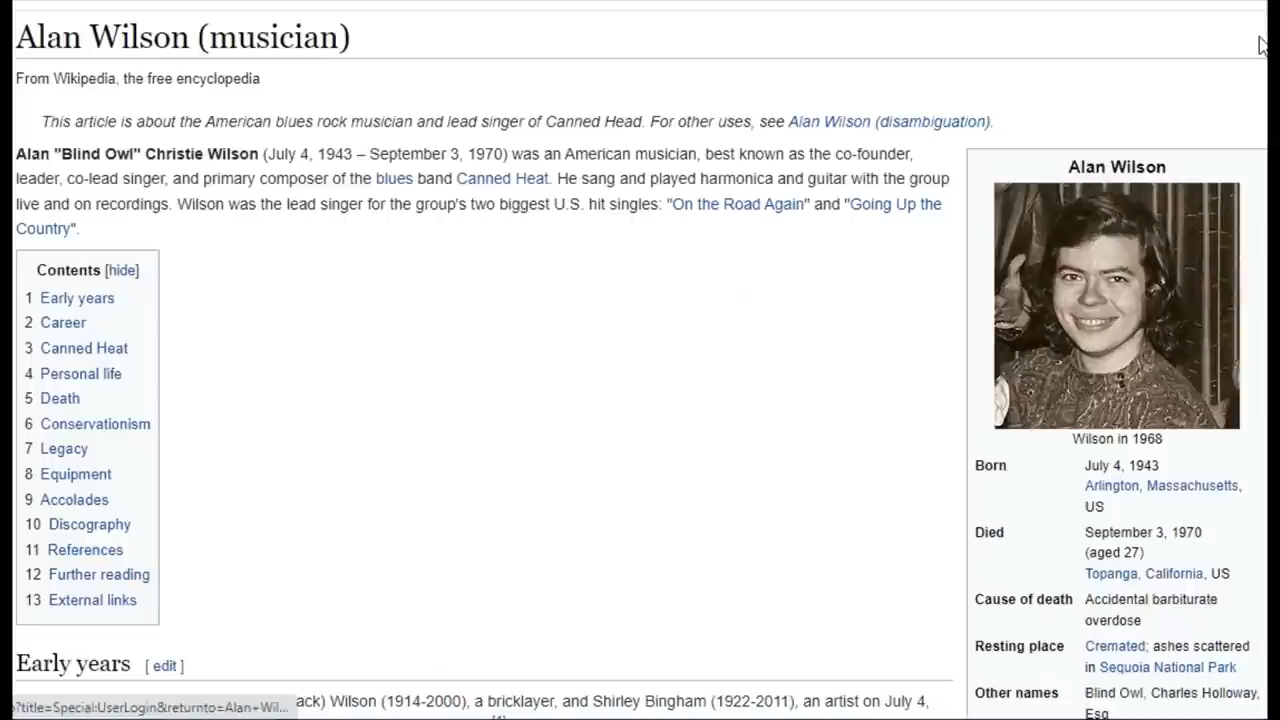 Alan Wilson (musician)
From Wikipedia, the free encyclopedia
This article is about the American blues rock musician and lead singer of Canned Head. For other uses, see Alan Wilson (disambiguation).
Alan "Blind Owl" Christie Wilson (July 4, 1943 – September 3, 1970) was an American musician, best known as the co-founder,
leader, co-lead singer, and primary composer of the blues band Canned Heat. He sang and played harmonica and guitar with the group
live and on recordings. Wilson was the lead singer for the group's two biggest U.S. hit singles: "On the Road Again" and "Going Up the
Country".
Contents [hide]
1 Early years
2 Career
3 Canned Heat
4 Personal life
5 Death
6 Conservationism
7 Legacy
8 Equipment
9 Accolades
10 Discography
11 References
12 Further reading
13 External links
Alan Wilson
Wilson in 1968
Born July 4, 1943
Arlington, Massachusetts,
US
Died September 3, 1970
(aged 27)
Topanga, California, US
Cause of death Accidental barbiturate
overdose
Resting place Cremated; ashes scattered
in Sequoia National Park
Other names Blind Owl, Charles Holloway,
Esq
Early years [ edit ]
ack) Wilson (1914-2000), a bricklayer, and Shirley Bingham (1922-2011), an artist on July 4,
?title=Special:UserLogin&returnto=Alan+Wil...